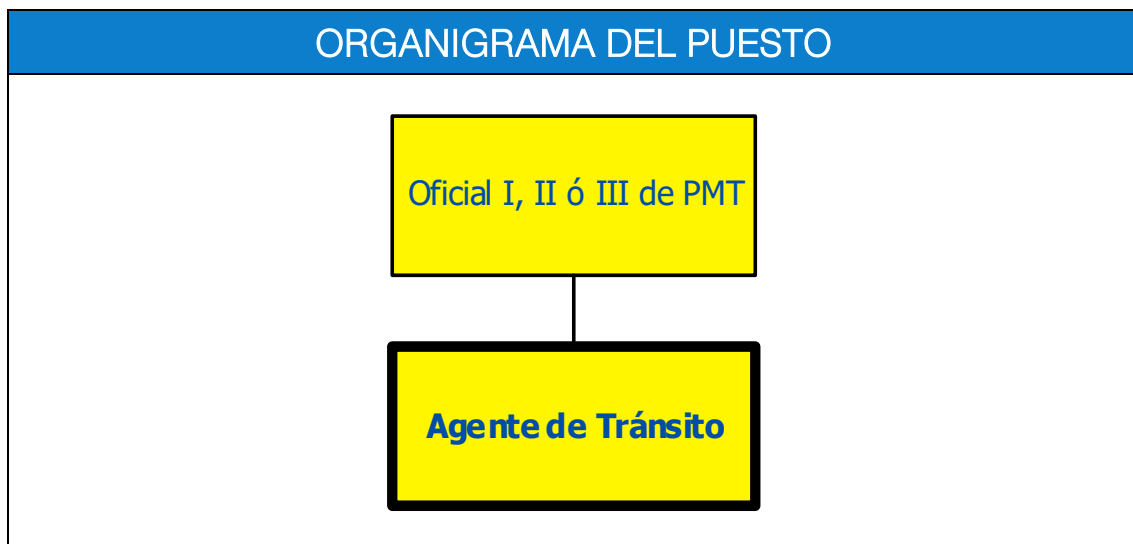 ORGANIGRAMA DEL PUESTO
Oficial I, II ó III de PMT
Agente de Tránsito